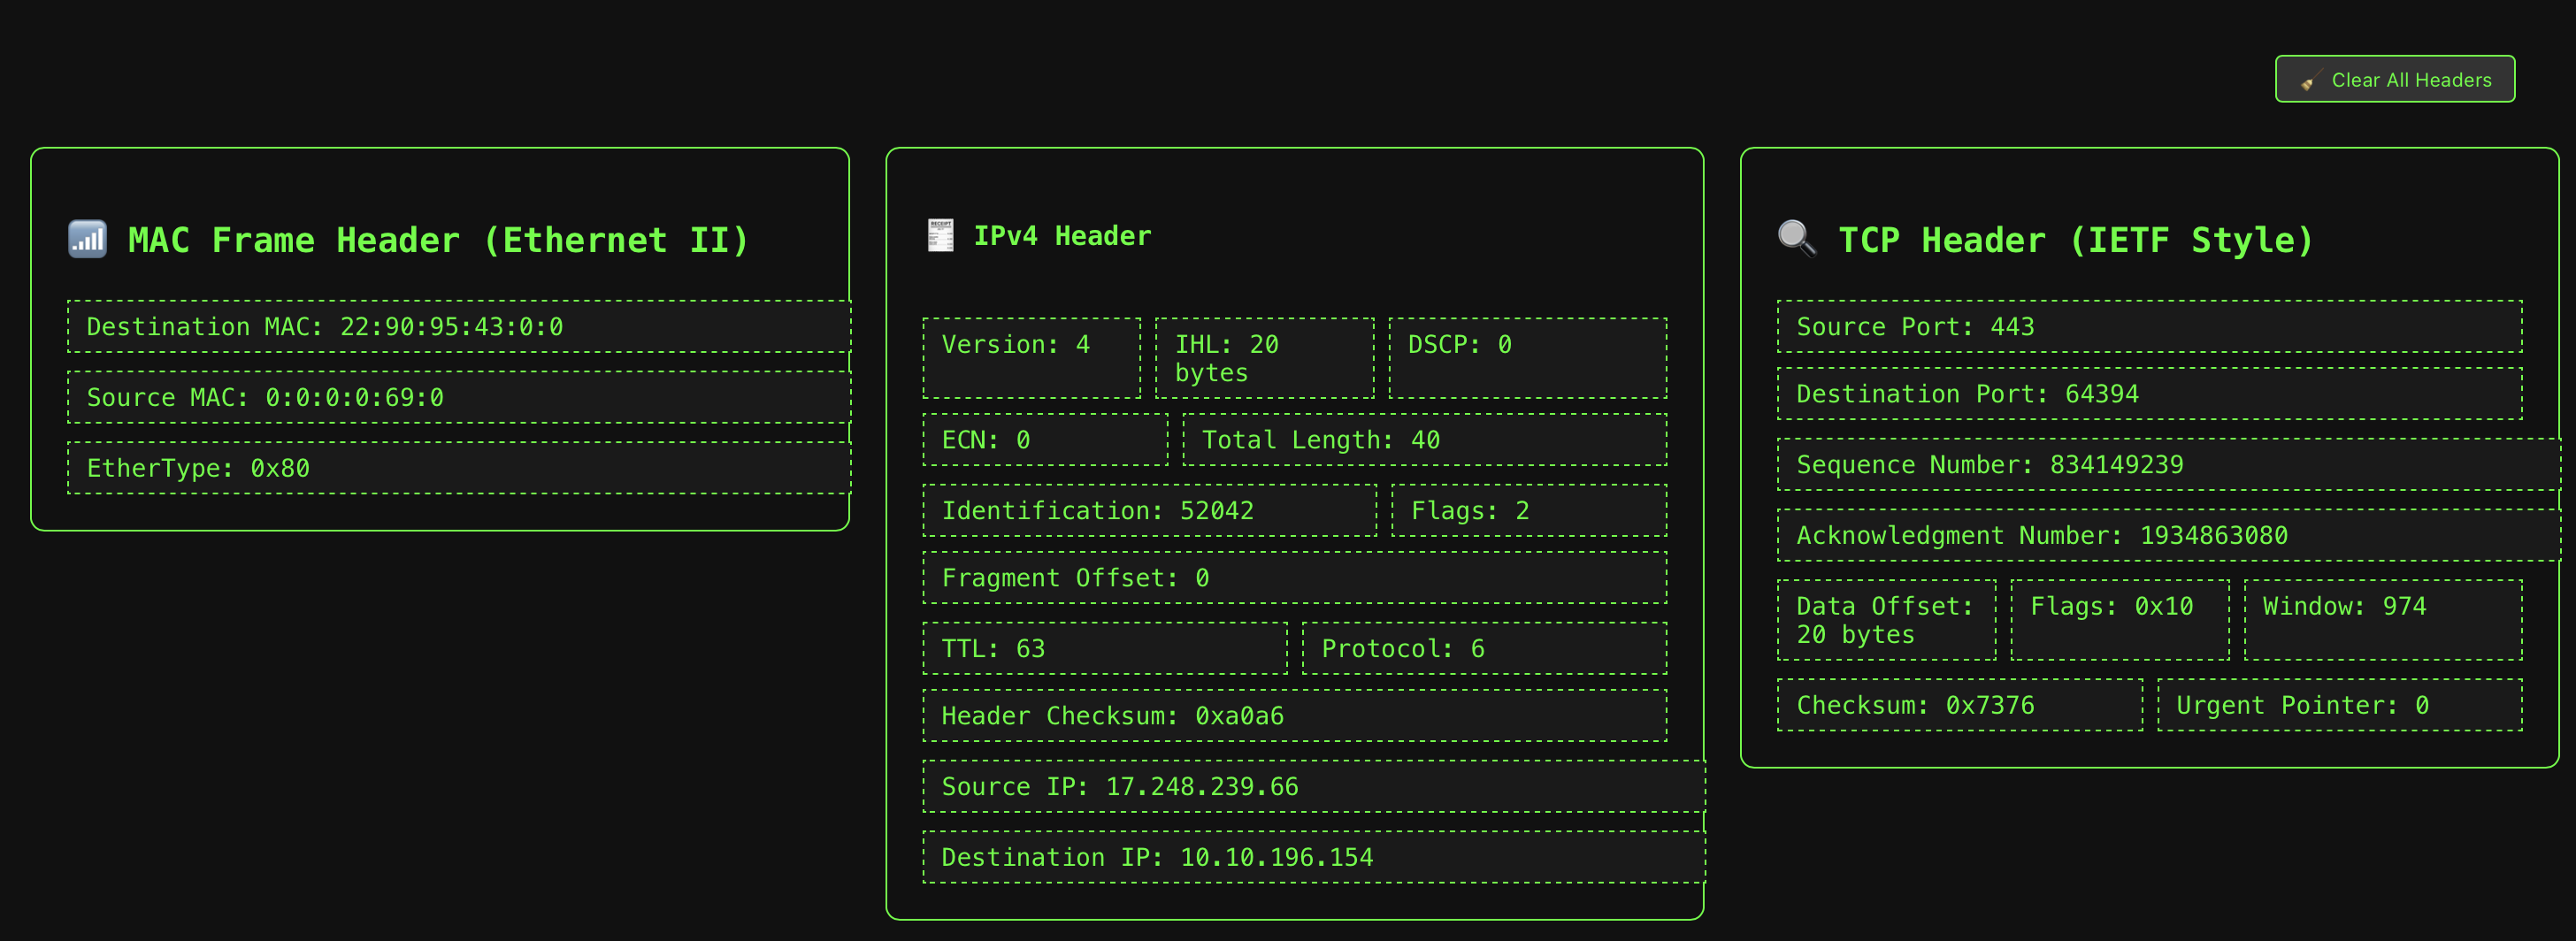 Clear All Headers
MAC Frame Header (Ethernet II)
Destination MAC: 22:90:95:43:0:0
Source MAC: 0:0:0:0:69:0
EtherType: 0x80
IPv4 Header
Version: 4
IHL: 20
bytes
DSCP: 0
ECN: 0
Total Length: 40
Identification: 52042
Flags: 2
Fragment Offset: 0
TTL: 63
Protocol: 6
Header Checksum: 0xa0a6
Source IP: 17.248.239.66
Destination IP: 10.10.196.154
TCP Header (IETF Style)
Source Port: 443
Destination Port: 64394
Sequence Number: 834149239
Acknowledgment Number: 1934863080
Data Offset:
20 bytes
Flags: 0x10
Window: 974
Checksum: 0x7376
Urgent Pointer: 0